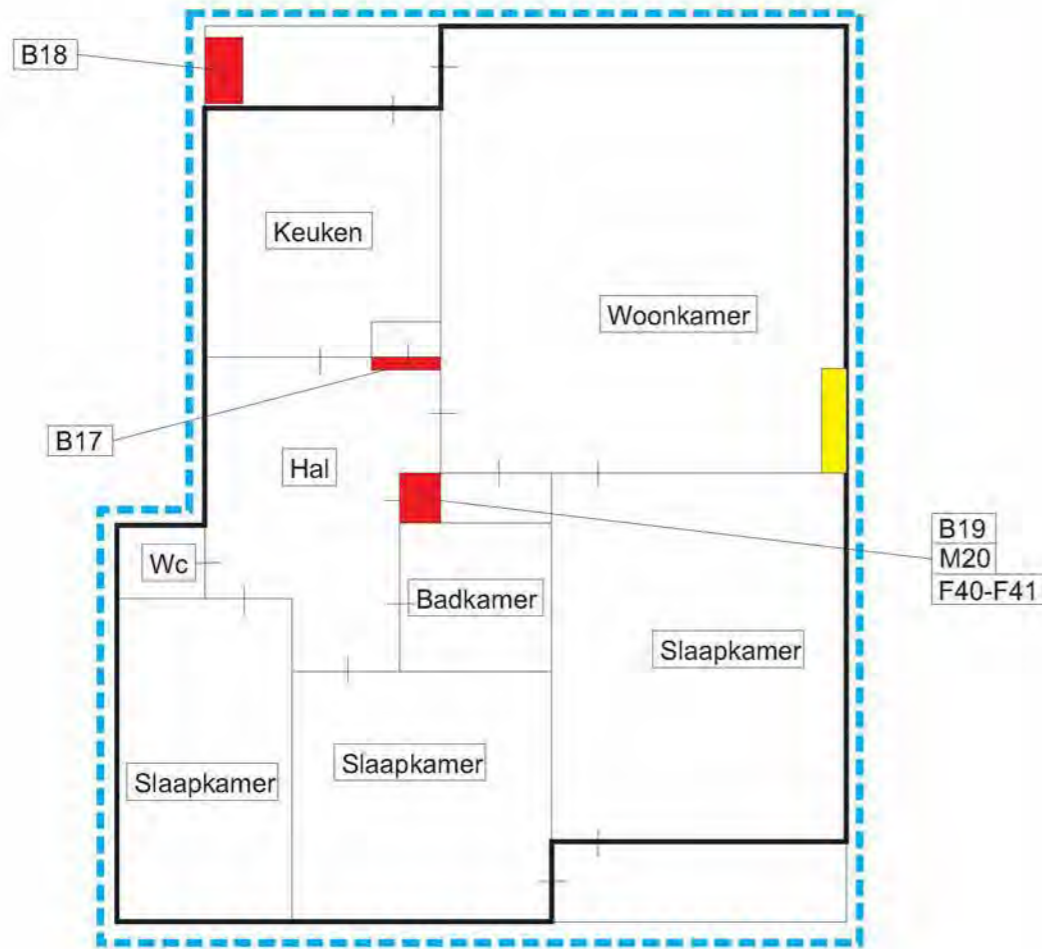 B18
Keuken
Woonkamer
B17
Hal
B19
M20
F40-F41
Wc
Badkamer
Slaapkamer
Slaapkamer
Slaapkamer